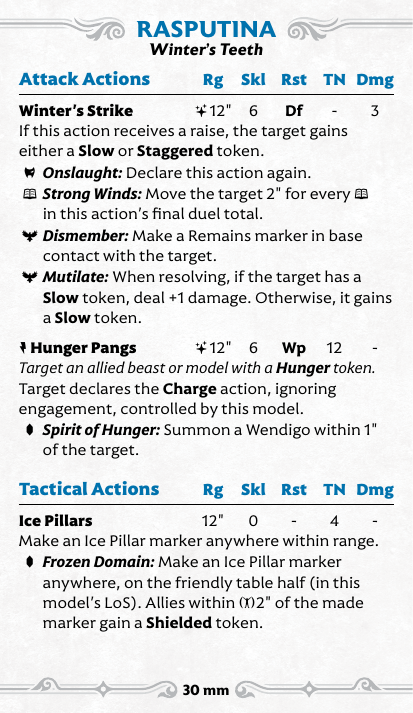 RASPUTINA
Winter's Teeth
Attack Actions Rg Skl Rst TN Dmg
Winter's Strike 12" 6 Df - 3
If this action receives a raise, the target gains
either a Slow or Staggered token.
Onslaught: Declare this action again.
Strong Winds: Move the target 2" for every
in this action's final duel total.
Dismember: Make a Remains marker in base
contact with the target.
Mutilate: When resolving, if the target has a
Slow token, deal +1 damage. Otherwise, it gains
a Slow token.
Hunger Pangs 12" 6 Wp 12 -
Target an allied beast or model with a Hunger token.
Target declares the Charge action, ignoring
engagement, controlled by this model.
Spirit of Hunger: Summon a Wendigo within 1"
of the target.
Tactical Actions Rg Skl Rst TN Dmg
Ice Pillars 12" 0 - 4 -
Make an Ice Pillar marker anywhere within range.
Frozen Domain: Make an Ice Pillar marker
anywhere, on the friendly table half (in this
model's LoS). Allies within 2" of the made
marker gain a Shielded token.
30 mm